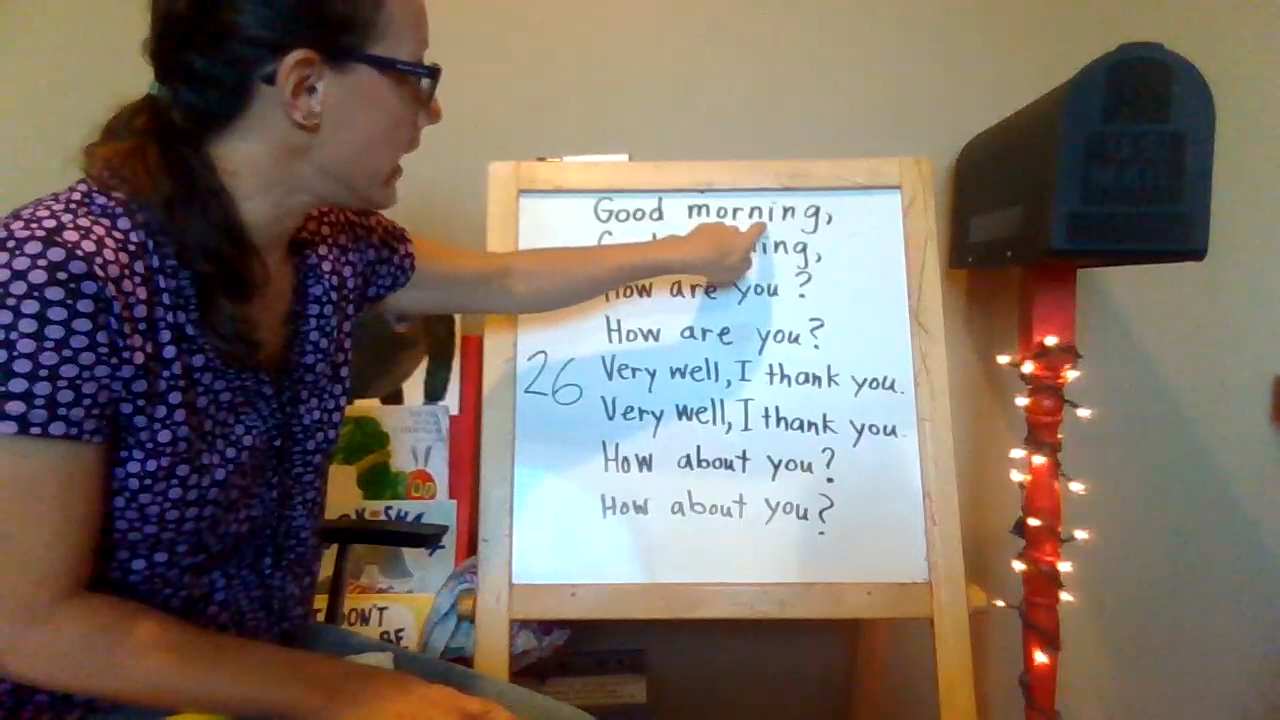 Good morning,
How are you?
How are you?
26
Very well, I thank you.
Very well, I thank you.
How about you?
How about you?
DON'T
BE